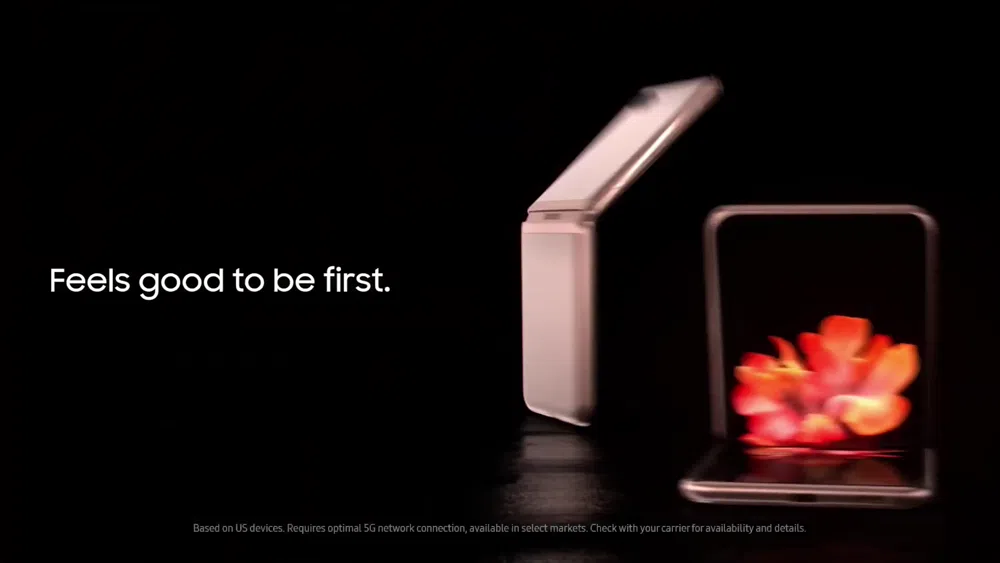 Feels good to be first.
Based on US devices. Requires optimal 5G network connection, available in select markets. Check with your carrier for availability and details.